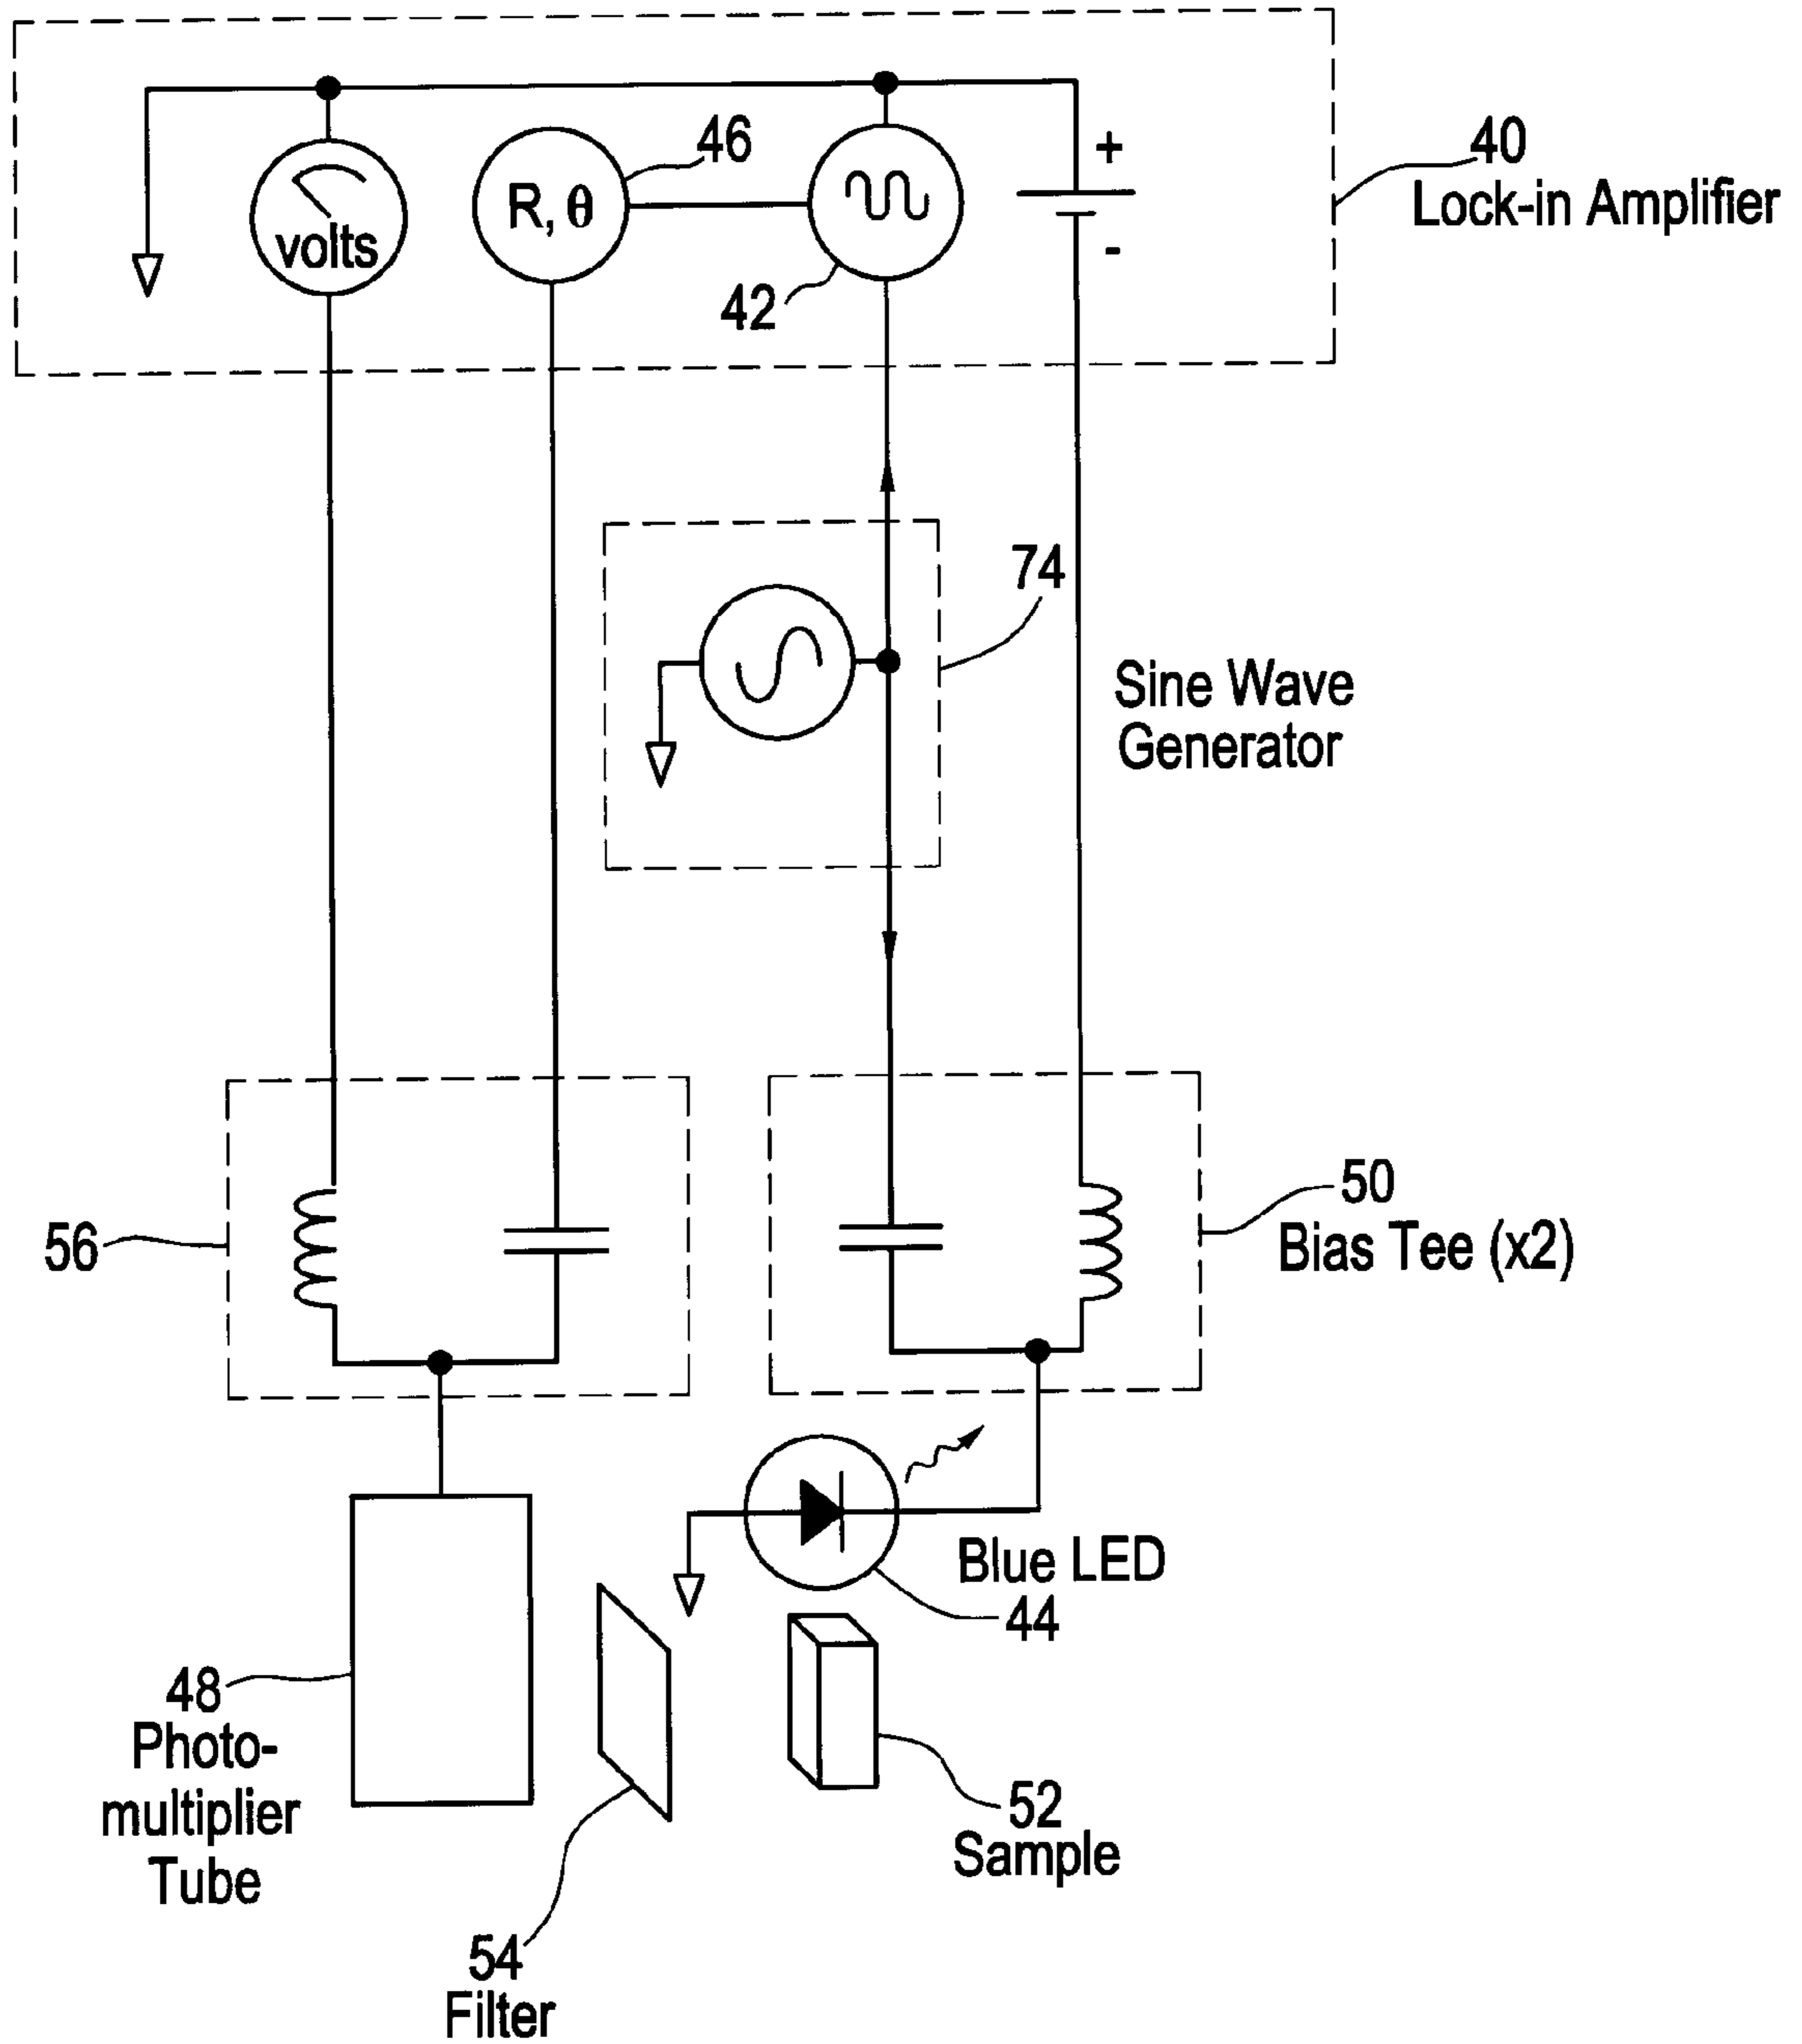 46
+
40
Lock-in Amplifier
R, θ
volts
-
42
74
Sine Wave
Generator
50
56
Bias Tee (x2)
Blue LED
44
48
Photo-
multiplier
Tube
52
Sample
54
Filter